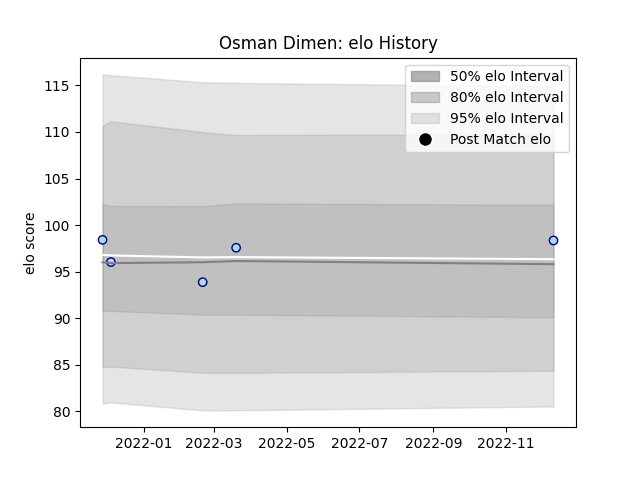 Osman Dimen: elo History
50% elo Interval
80% elo Interval
95% elo Interval
Post Match elo
elo score
115
110
105
100
95
90
85
80
2022-01 2022-03 2022-05 2022-07 2022-09 2022-11